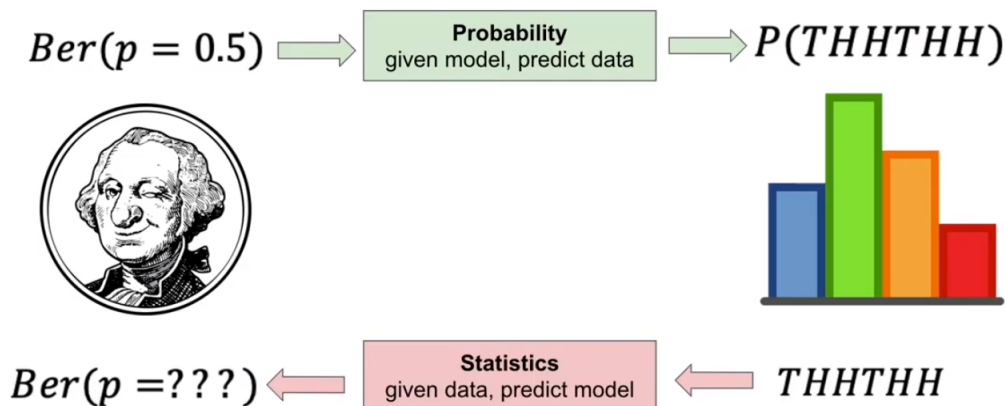 Ber(p = 0.5)
Probability
given model, predict data
P(THHTHH)
Ber(p =???)
Statistics
given data, predict model
THHTHH